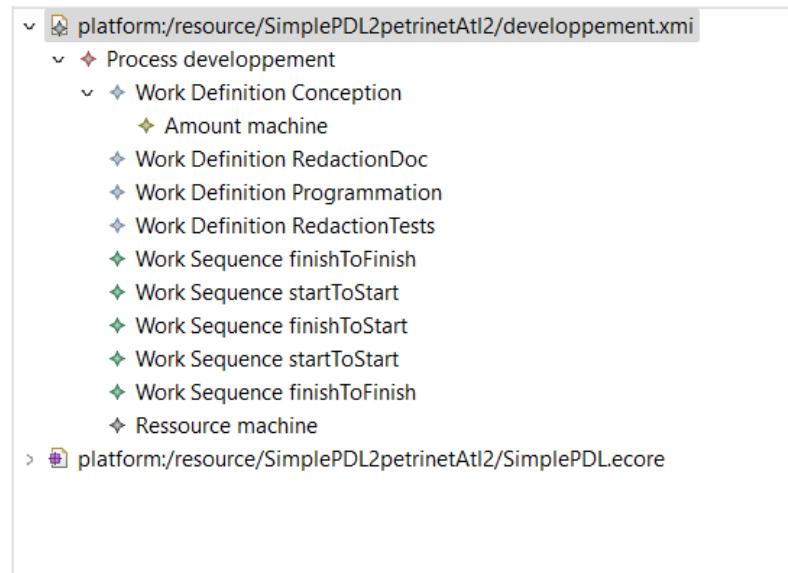 platform:/resource/SimplePDL2petrinetAtl2/developpement.xmi
Process developpement
Work Definition Conception
Amount machine
Work Definition RedactionDoc
Work Definition Programmation
Work Definition RedactionTests
Work Sequence finishToFinish
Work Sequence startToStart
Work Sequence finishToStart
Work Sequence startToStart
Work Sequence finishToFinish
Ressource machine
platform:/resource/SimplePDL2petrinetAtl2/SimplePDL.ecore